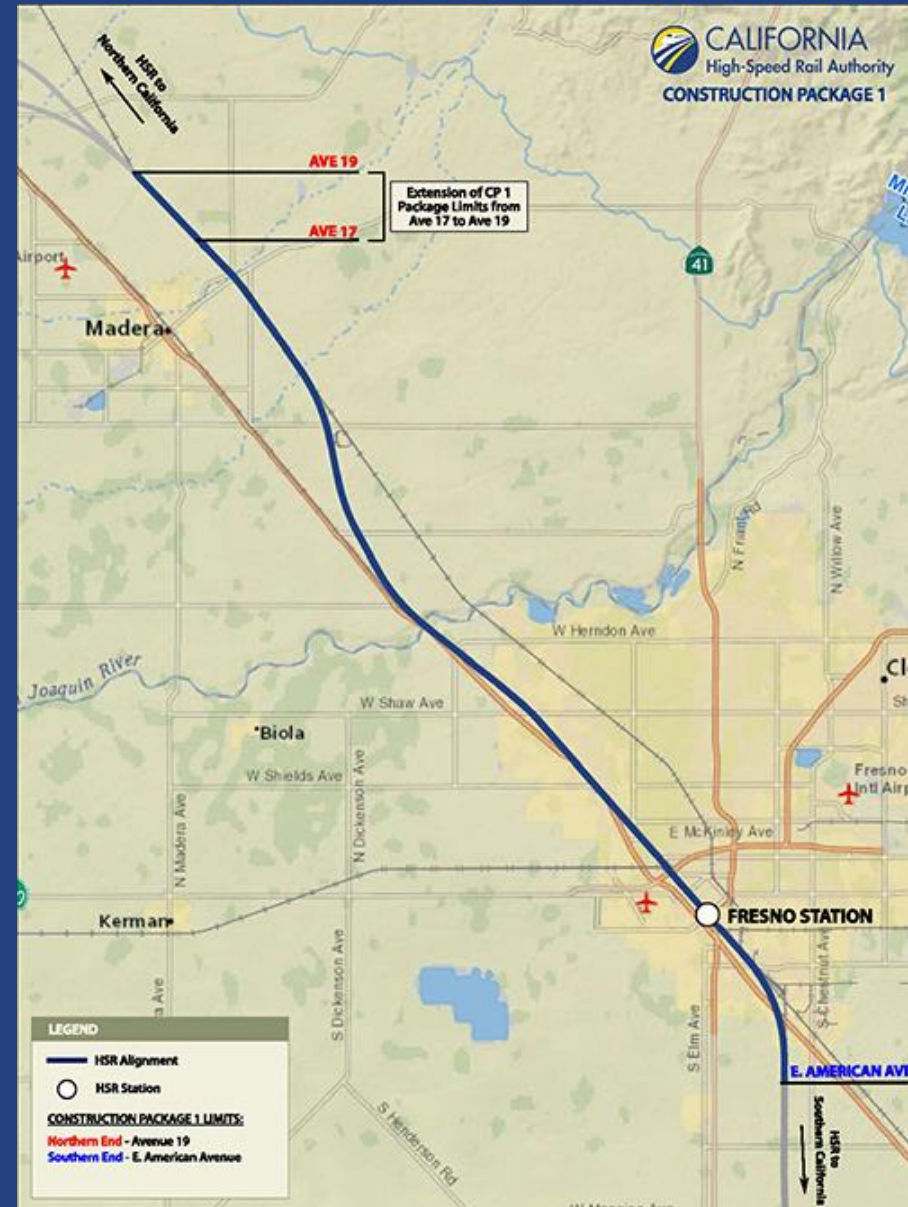 CALIFORNIA
High-Speed Rail Authority
CONSTRUCTION PACKAGE 1
HSR to
Northern California
AVE 19
Extension of CP 1
Package Limits from
Ave 17 to Ave 19
AVE 17
41
Airport
Madera
N Friant Rd
N Willow Ave
W Herndon Ave
Joaquin River
W Shaw Ave
Biola
W Shields Ave
N Madera Ave
N Dickenson Ave
Fresno
Intl Airp
E McKinley Ave
Kerman
FRESNO STATION
S Dickenson Ave
S Chestnut Ave
S Elm Ave
E. AMERICAN AVE
S Henderson Rd
HSR to
Southern California
LEGEND
HSR Alignment
HSR Station
CONSTRUCTION PACKAGE 1 LIMITS:
Northern End - Avenue 19
Southern End - E. American Avenue